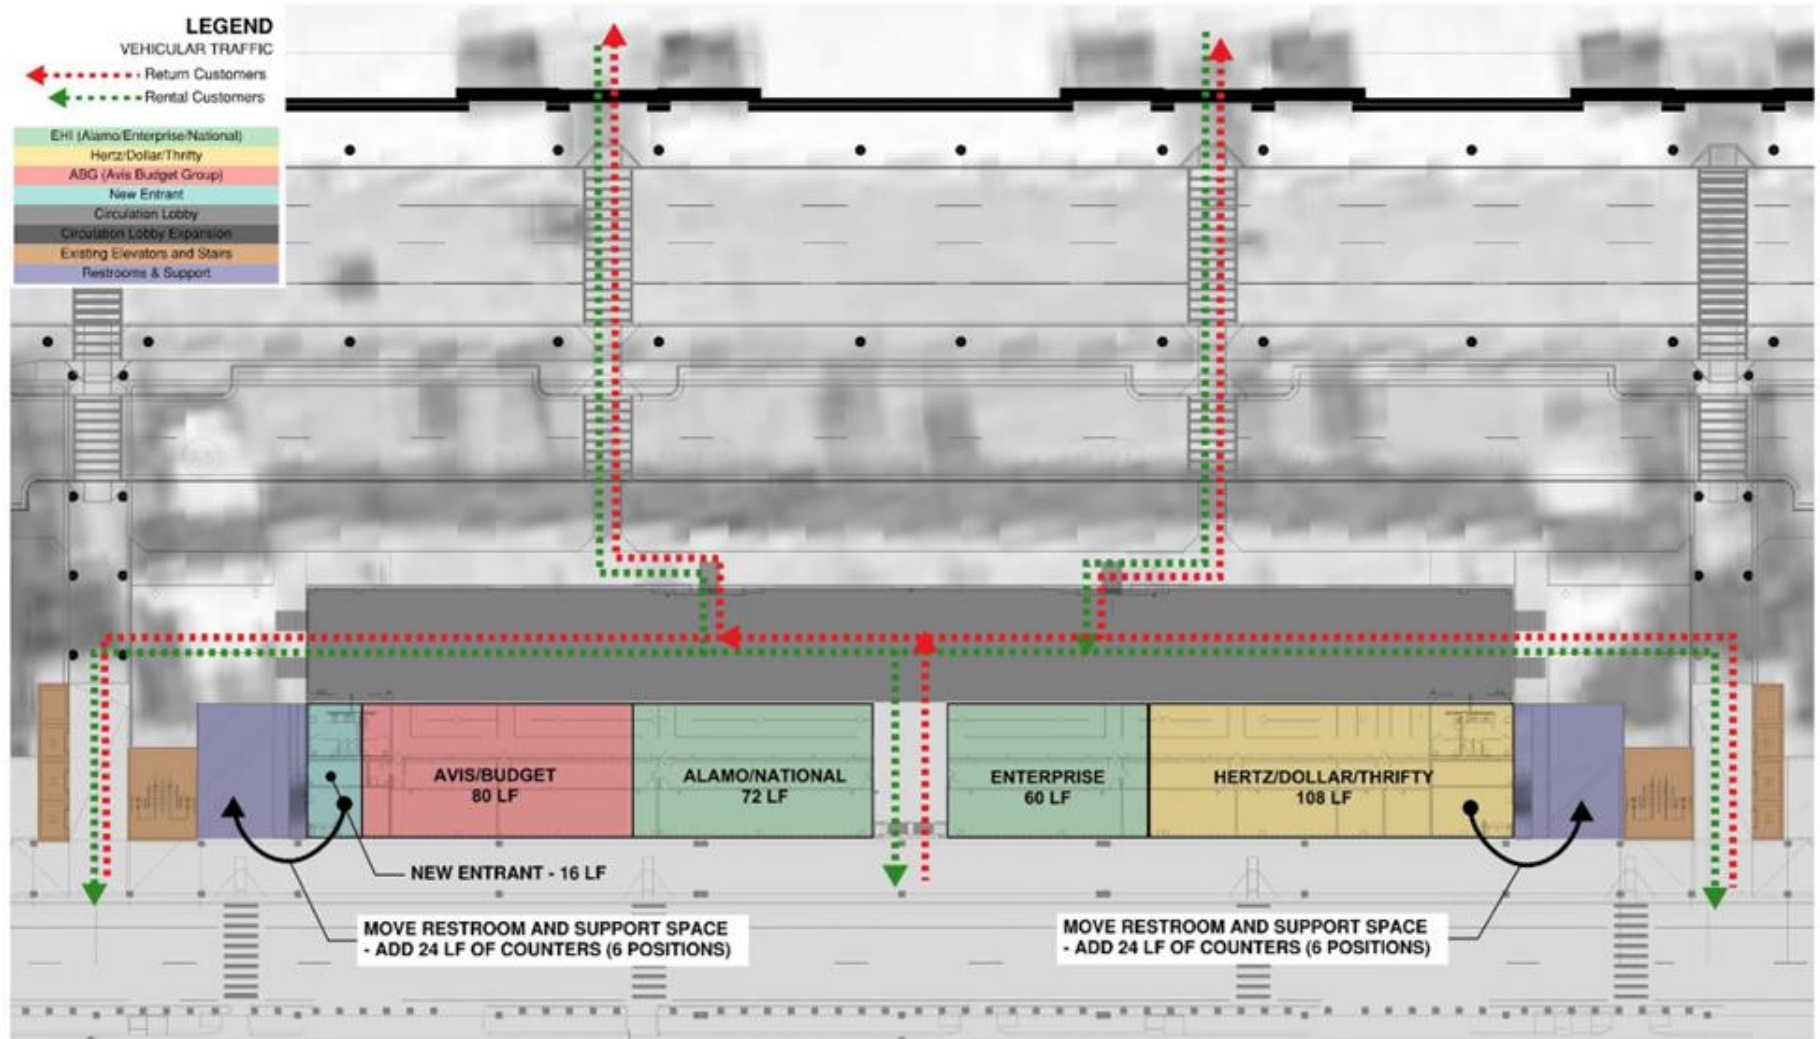 LEGEND
VEHICULAR TRAFFIC
Return Customers
Rental Customers
EHI (Alamo/Enterprise/National)
Hertz/Dollar/Thrifty
ABG (Avis Budget Group)
New Entrant
Circulation Lobby
Circulation Lobby Expansion
Existing Elevators and Stairs
Restrooms & Support
AVIS/BUDGET
80 LF
ALAMO/NATIONAL
72 LF
ENTERPRISE
60 LF
HERTZ/DOLLAR/THRIFTY
108 LF
NEW ENTRANT - 16 LF
MOVE RESTROOM AND SUPPORT SPACE
- ADD 24 LF OF COUNTERS (6 POSITIONS)
MOVE RESTROOM AND SUPPORT SPACE
- ADD 24 LF OF COUNTERS (6 POSITIONS)